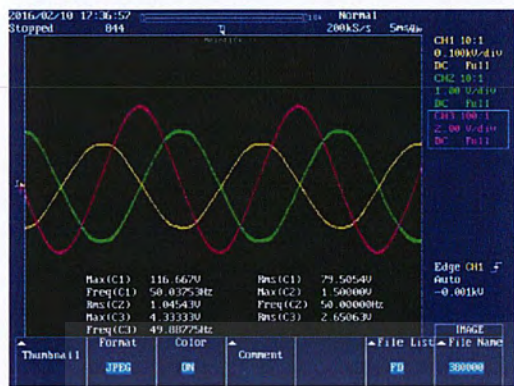 2016/02/10 17:36:57 Normal
Stopped 844 200kS/s 5ms/div
CH1 10:1
0.100kV/div
DC Full
CH2 10:1
1.00 V/div
DC Full
CH3 100:1
2.00 V/div
DC Full
Edge CH1
Auto
-0.001kV
Max(C1) 116.667V Rms(C1) 79.5054V
Freq(C1) 50.03753Hz Max(C2) 1.50000V
Rms(C2) 1.04543V Freq(C2) 50.00000Hz
Max(C3) 4.33333V Rms(C3) 2.65063V
Freq(C3) 49.88775Hz
IMAGE
Thumbnail Format Color Comment File List File Name
JPEG ON FD 380000